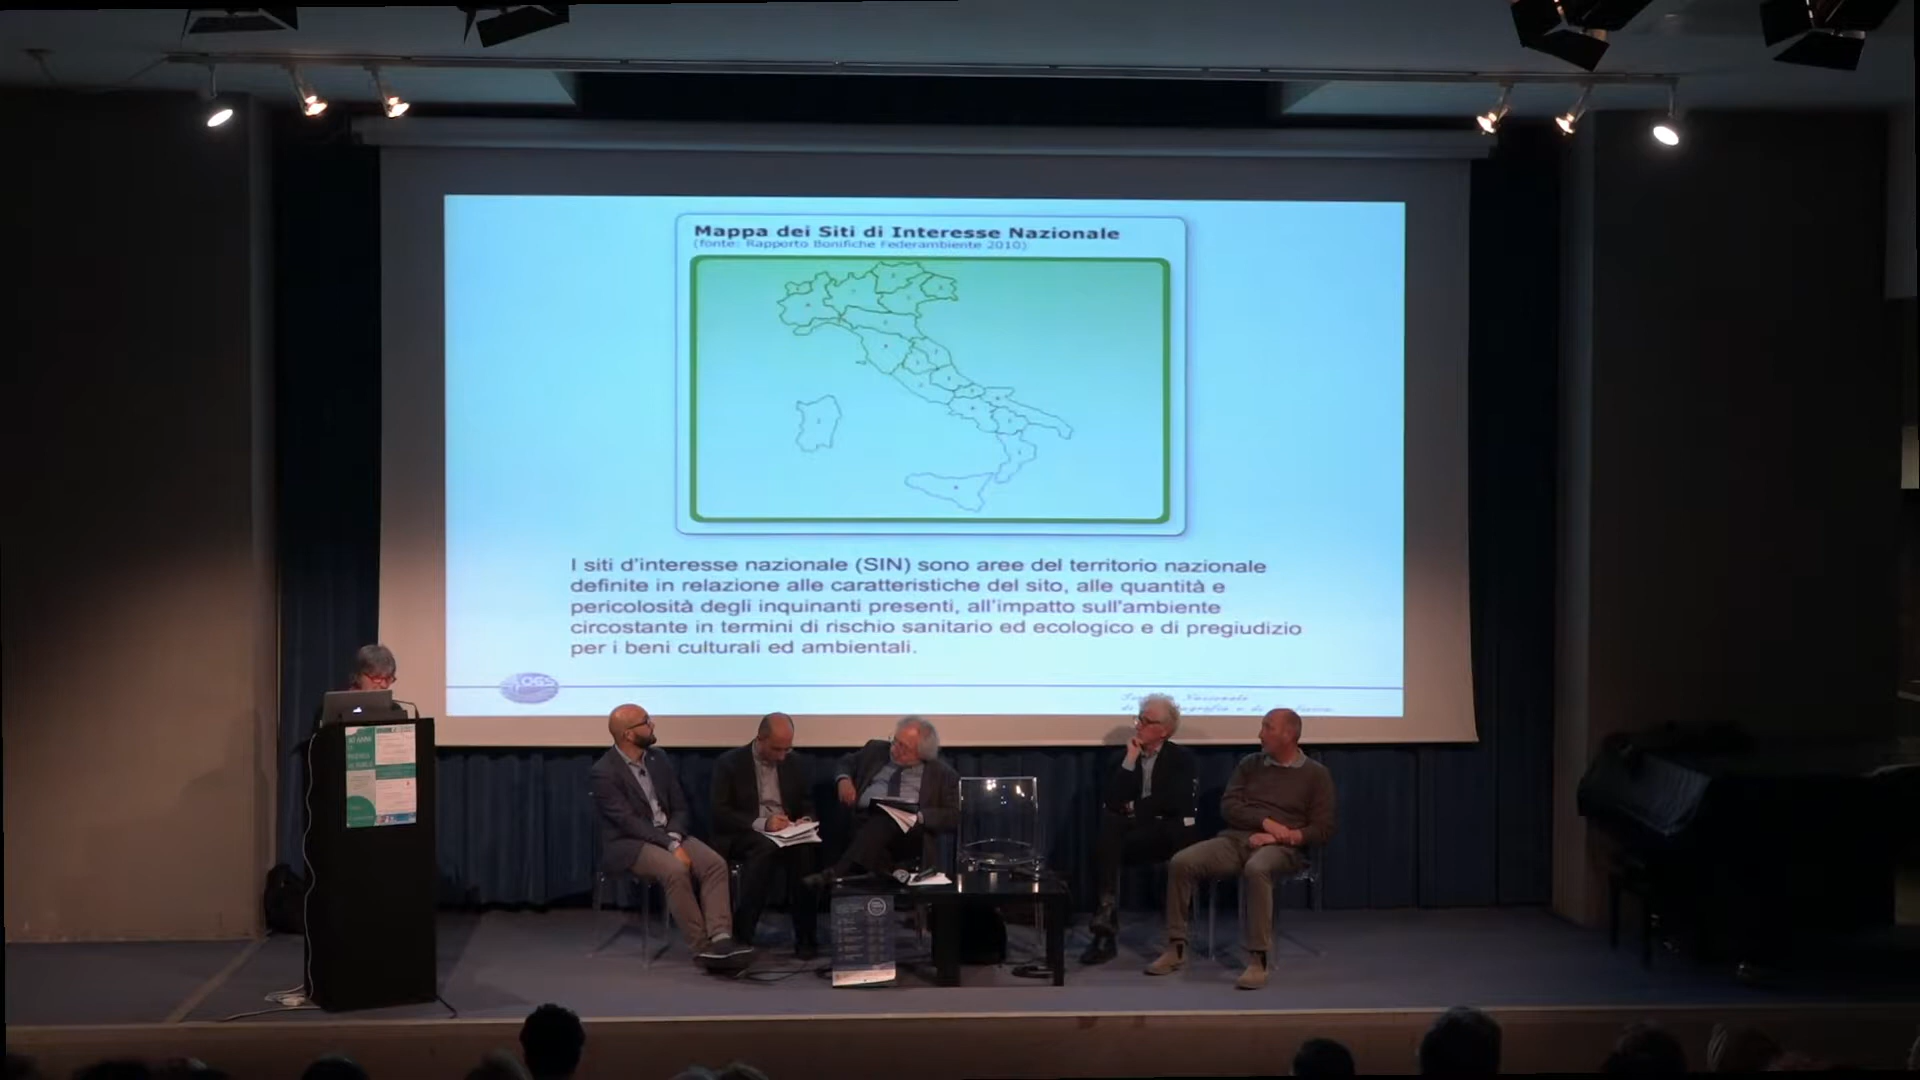 Mappa dei Siti di Interesse Nazionale
(fonte: Rapporto Bonifiche Federambiente 2010)
I siti d'interesse nazionale (SIN) sono aree del territorio nazionale
definite in relazione alle caratteristiche del sito, alle quantità e
pericolosità degli inquinanti presenti, all'impatto sull'ambiente
circostante in termini di rischio sanitario ed ecologico e di pregiudizio
per i beni culturali ed ambientali.
OGS